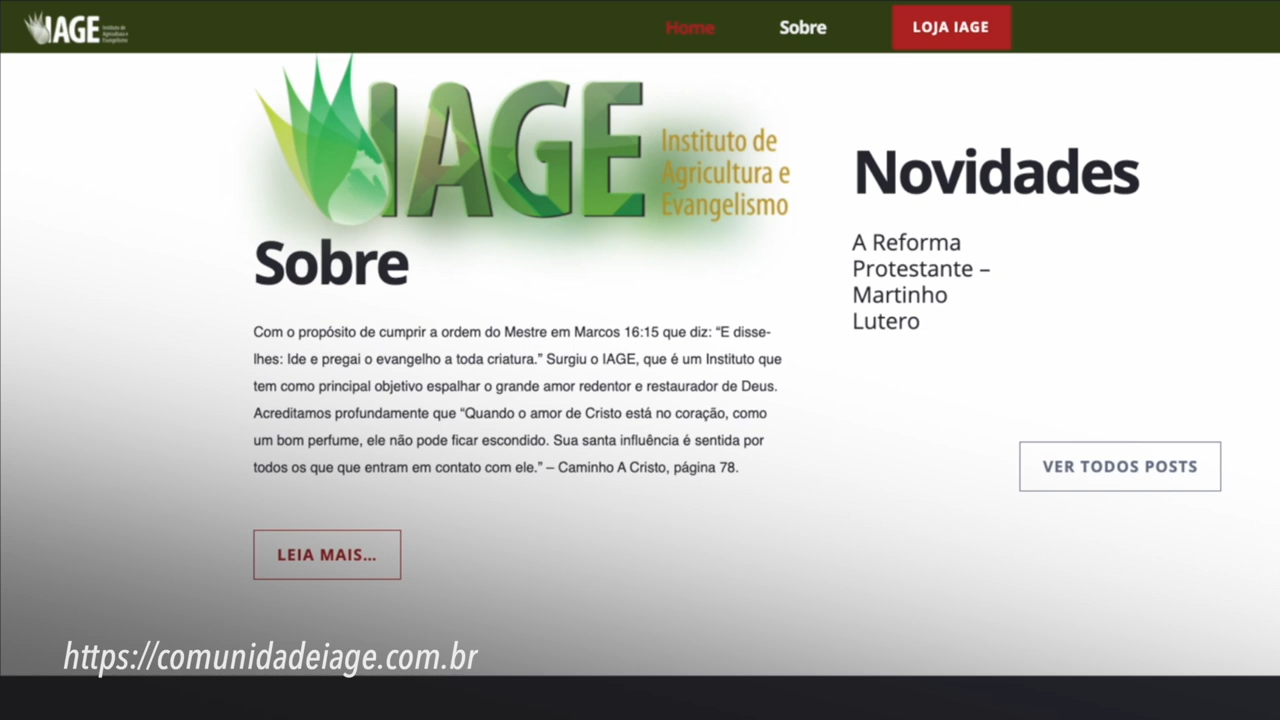 IAGE
Instituto de
Agricultura e
Evangelismo
Home
Sobre
LOJA IAGE
IAGE
Instituto de
Agricultura e
Evangelismo
Sobre
Com o propósito de cumprir a ordem do Mestre em Marcos 16:15 que diz: “E disse-
lhes: Ide e pregai o evangelho a toda criatura.” Surgiu o IAGE, que é um Instituto que
tem como principal objetivo espalhar o grande amor redentor e restaurador de Deus.
Acreditamos profundamente que “Quando o amor de Cristo está no coração, como
um bom perfume, ele não pode ficar escondido. Sua santa influência é sentida por
todos os que que entram em contato com ele.” – Caminho A Cristo, página 78.
LEIA MAIS...
Novidades
A Reforma
Protestante –
Martinho
Lutero
VER TODOS POSTS
https://comunidadeiage.com.br